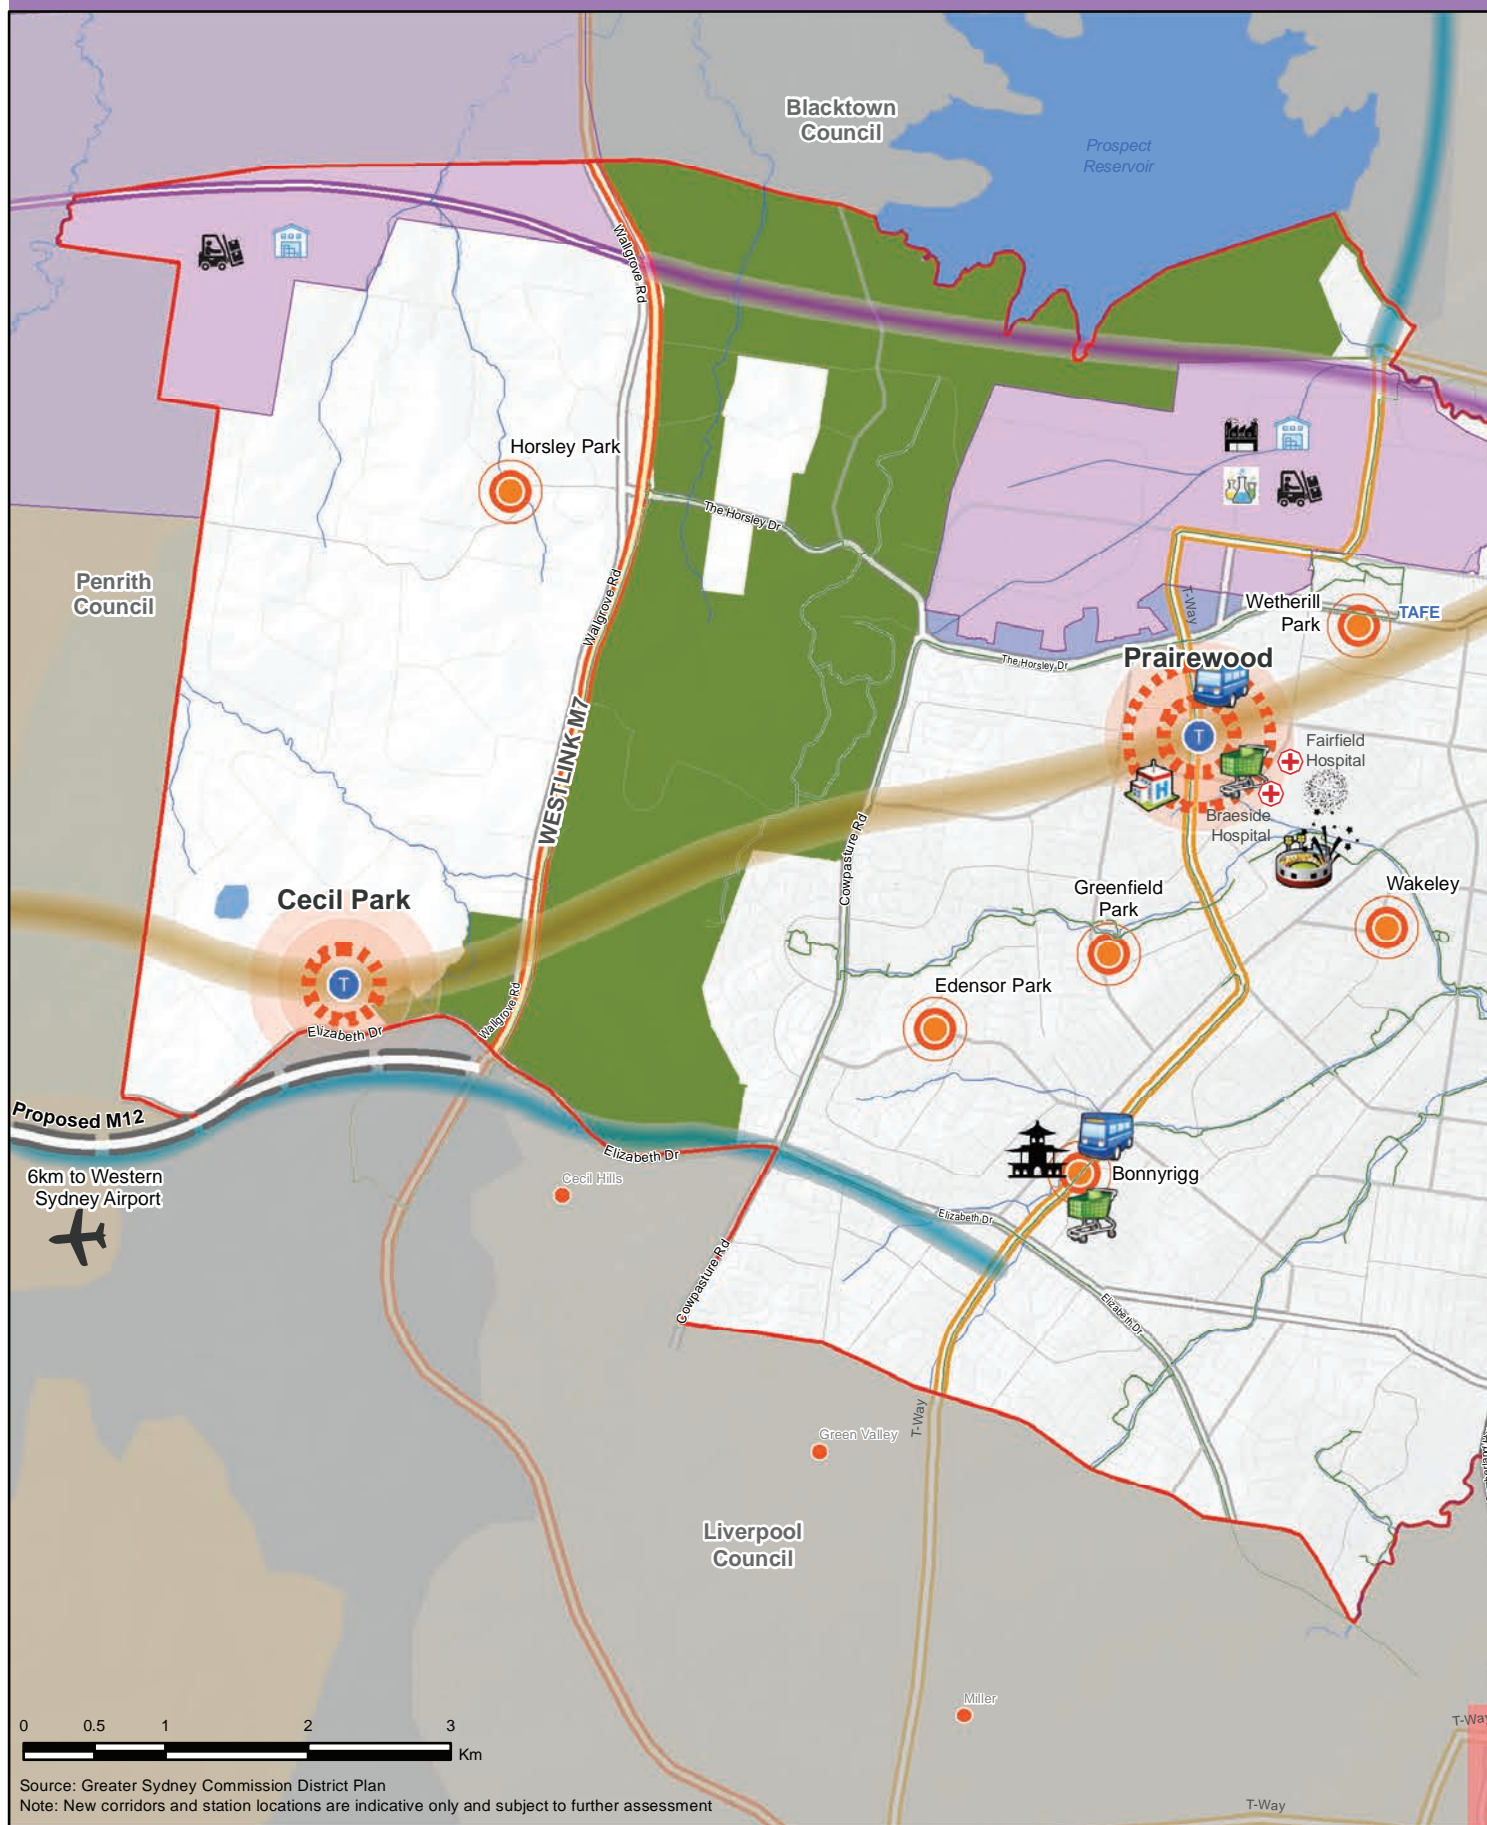 Blacktown
Council
Prospect
Reservoir
Wallgrove Rd
Horsley Park
The Horsley Dr
Penrith
Council
Wallgrove Rd
T-Way
Wetherill
Park
TAFE
The Horsley Dr
Prairewood
T
WESTLINK M7
Fairfield
Hospital
H
Braeside
Hospital
Cowpasture Rd
Cecil Park
T
Greenfield
Park
Wakeley
Edensor Park
Wallgrove Rd
Elizabeth Dr
Proposed M12
6km to Western
Sydney Airport
Elizabeth Dr
Cecil Hills
Bonnyrigg
Elizabeth Dr
Cowpasture Rd
Elizabeth Dr
T-Way
Green Valley
Liverpool
Council
Miller
T-Way
T-Way
0 0.5 1 2 3
Km
Source: Greater Sydney Commission District Plan
Note: New corridors and station locations are indicative only and subject to further assessment